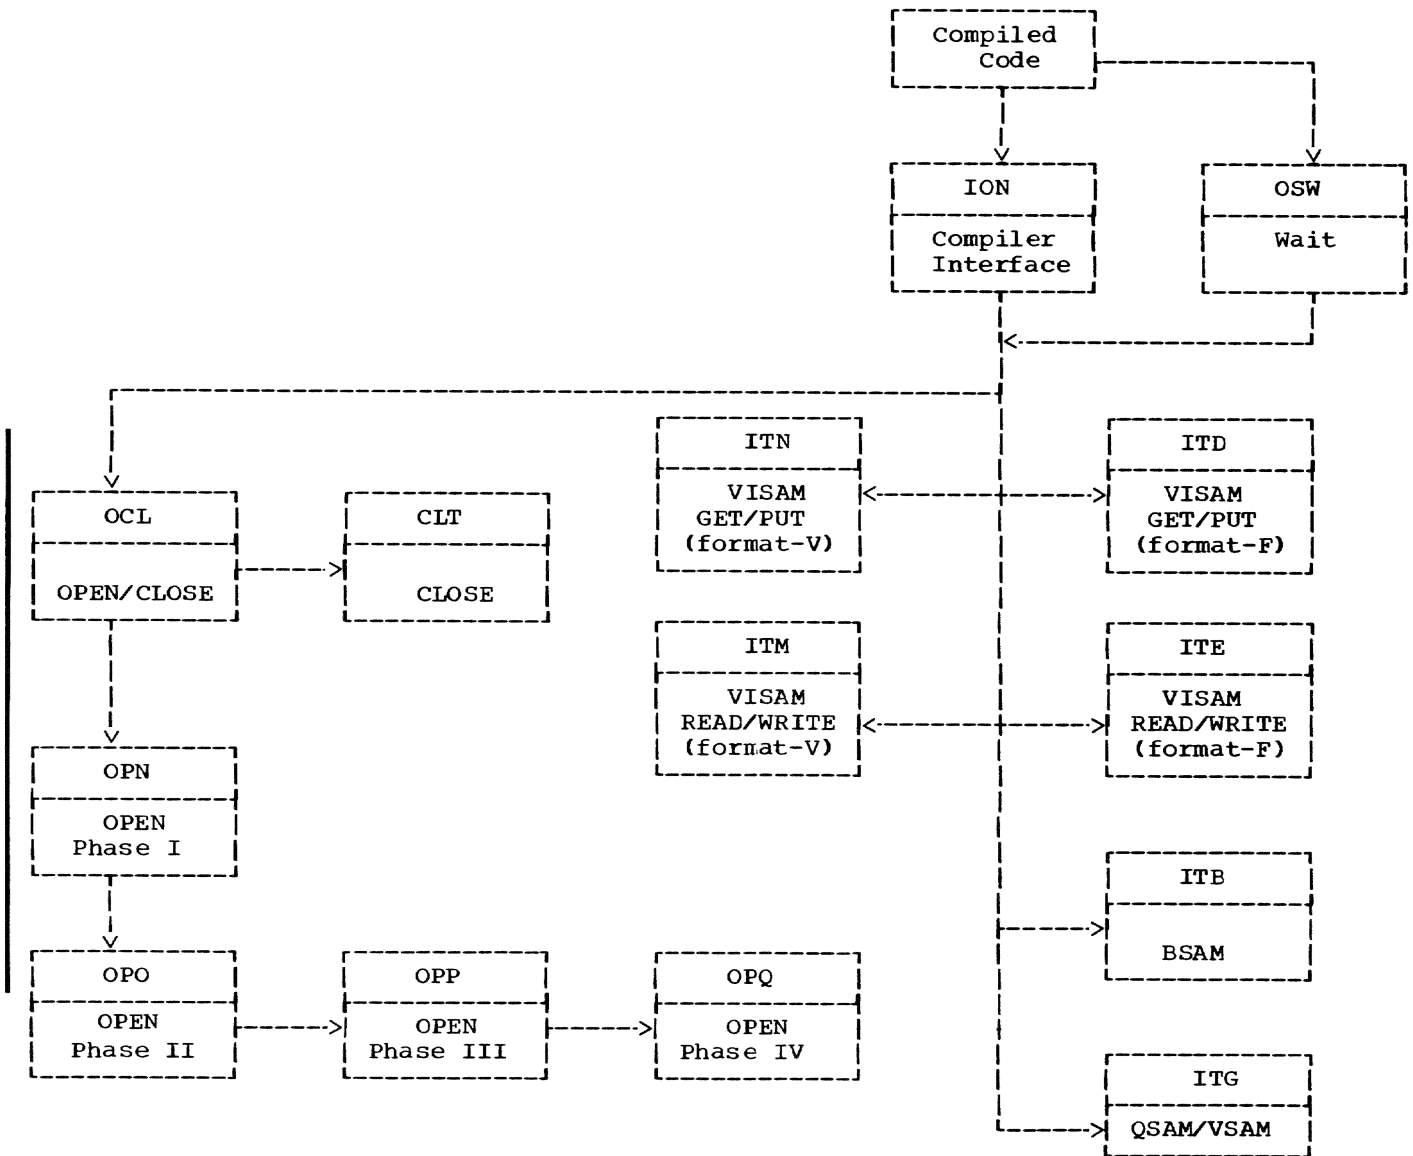 Compiled
Code
ION
Compiler
Interface
OSW
Wait
ITN
VISAM
GET/PUT
(format-V)
ITD
VISAM
GET/PUT
(format-F)
OCL
OPEN/CLOSE
CLT
CLOSE
ITM
VISAM
READ/WRITE
(format-V)
ITE
VISAM
READ/WRITE
(format-F)
OPN
OPEN
Phase I
ITB
BSAM
OPO
OPEN
Phase II
OPP
OPEN
Phase III
OPQ
OPEN
Phase IV
ITG
QSAM/VSAM